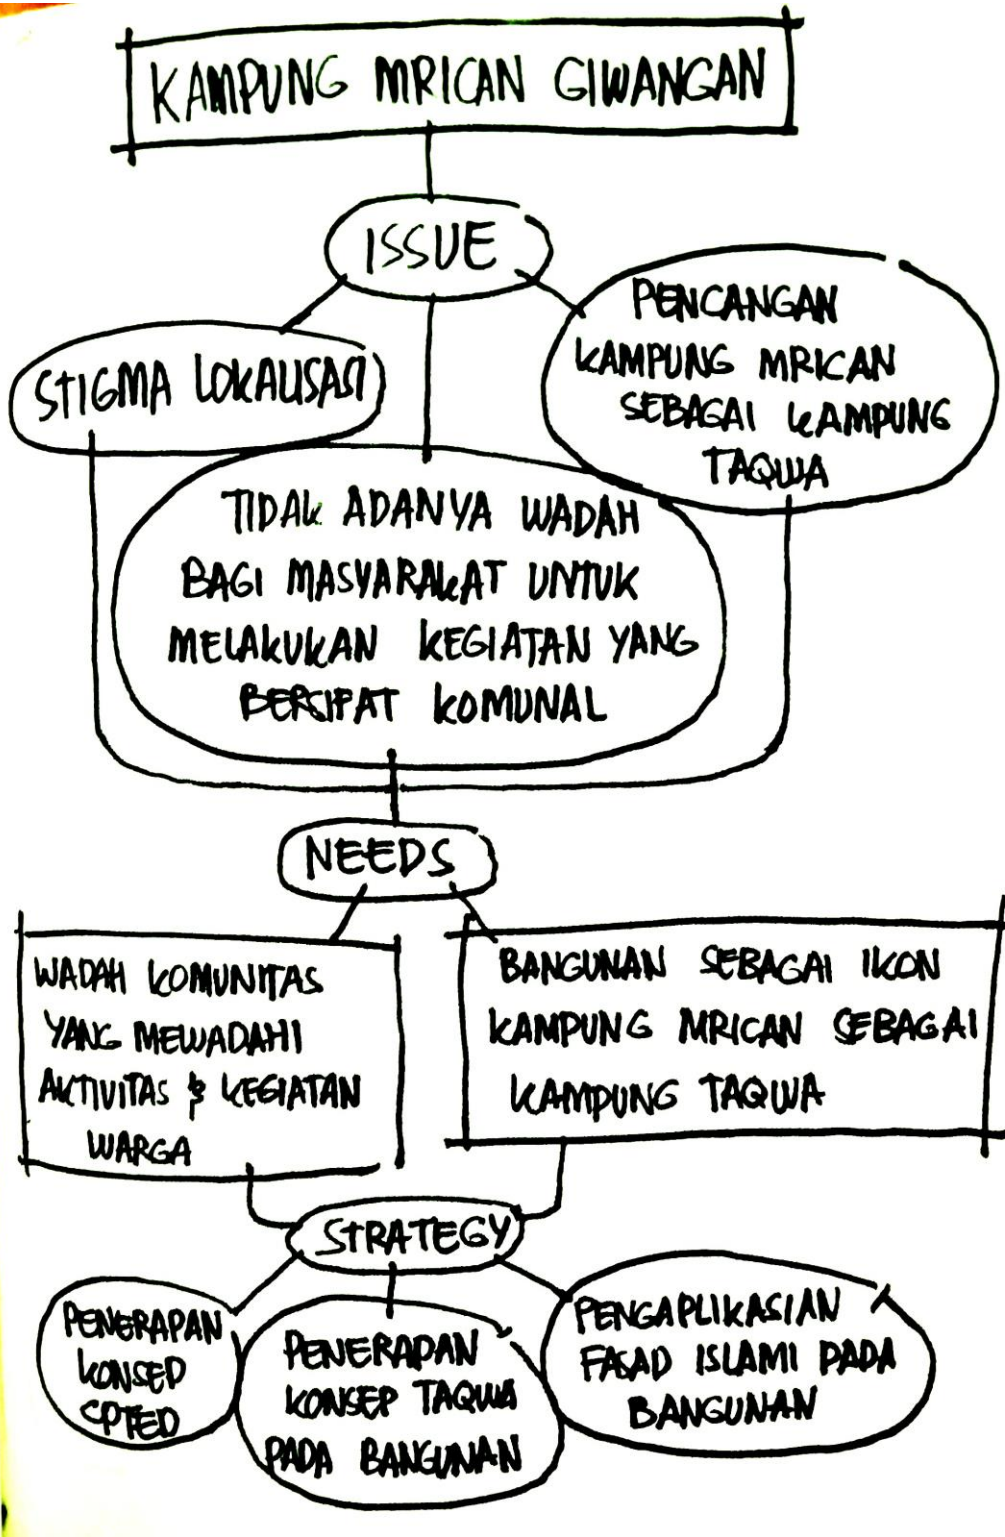 KAMPUNG MRICAN GIWANGAN
ISSUE
STIGMA LOKALISASI
PENCANGAN
KAMPUNG MRICAN
SEBAGAI KAMPUNG
TAQWA
TIDAK ADANYA WADAH
BAGI MASYARAKAT UNTUK
MELAKUKAN KEGIATAN YANG
BERSIFAT KOMUNAL
NEEDS
WADAH KOMUNITAS
YANG MEWADAHI
AKTIVITAS & KEGIATAN
WARGA
BANGUNAN SEBAGAI IKON
KAMPUNG MRICAN SEBAGAI
KAMPUNG TAQWA
STRATEGY
PENERAPAN
KONSEP
CPTED
PENERAPAN
KONSEP TAQWA
PADA BANGUNAN
PENGAPLIKASIAN
FASAD ISLAMI PADA
BANGUNAN